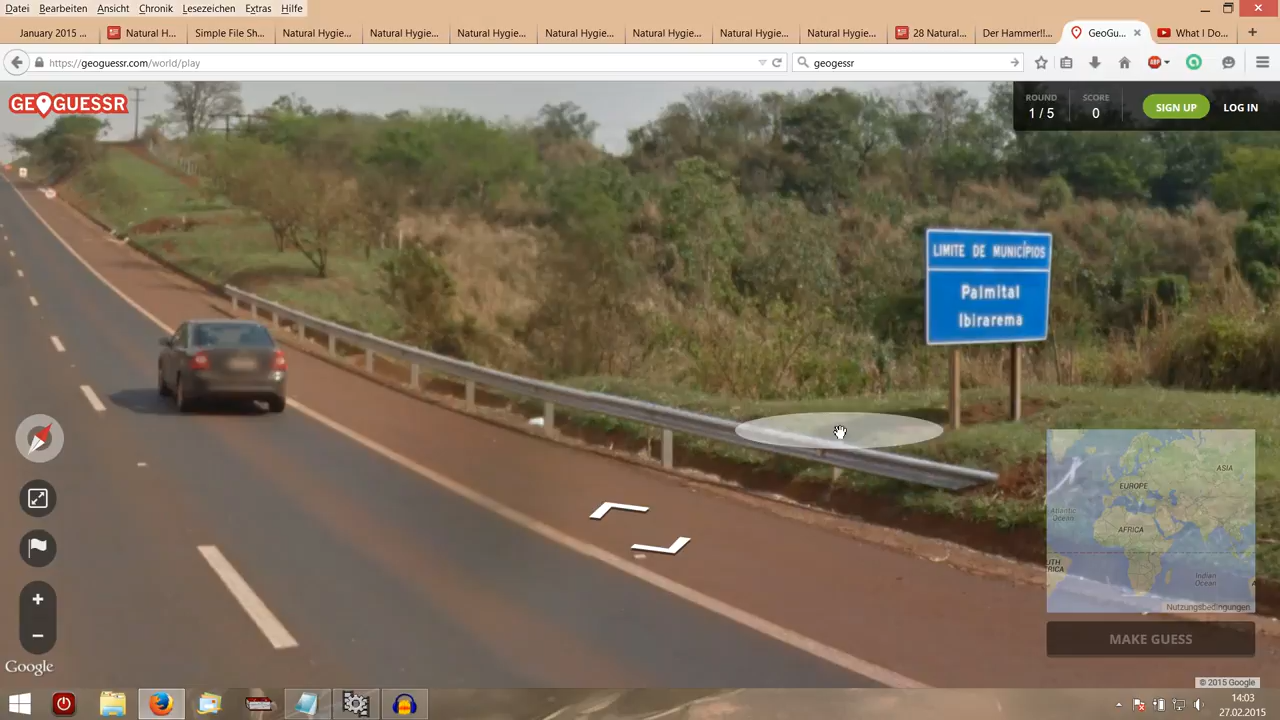 Datei Bearbeiten Ansicht Chronik Lesezeichen Extras Hilfe
January 2015 ... Natural H... Simple File Sh... Natural Hygie... Natural Hygie... Natural Hygie... Natural Hygie... Natural Hygie... Natural Hygie... 28 Natural... Der Hammer!!... GeoGu... What I Do...
https://geoguessr.com/world/play
geogessr
ABP
GEOGUESSR
ROUND SCORE
1 / 5 0
SIGN UP LOG IN
LIMITE DE MUNICÍPIOS
Palmital
Ibirarema
ASIA
EUROPE
Atlantic
Ocean
AFRICA
UTH
RICA
Indian
Ocean
A
Nutzungsbedingungen
MAKE GUESS
Google
© 2015 Google
14:03
27.02.2015